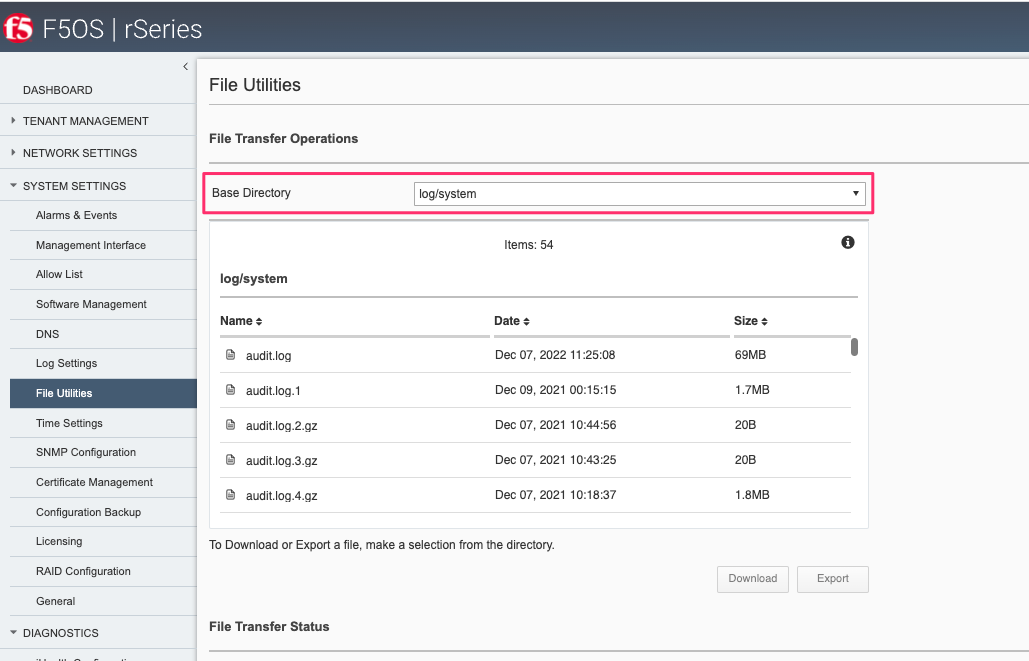 f5 F5OS | rSeries
DASHBOARD
TENANT MANAGEMENT
NETWORK SETTINGS
SYSTEM SETTINGS
Alarms & Events
Management Interface
Allow List
Software Management
DNS
Log Settings
File Utilities
Time Settings
SNMP Configuration
Certificate Management
Configuration Backup
Licensing
RAID Configuration
General
DIAGNOSTICS
File Utilities
File Transfer Operations
Base Directory log/system
Items: 54
log/system
Name Date Size
audit.log Dec 07, 2022 11:25:08 69MB
audit.log.1 Dec 09, 2021 00:15:15 1.7MB
audit.log.2.gz Dec 07, 2021 10:44:56 20B
audit.log.3.gz Dec 07, 2021 10:43:25 20B
audit.log.4.gz Dec 07, 2021 10:18:37 1.8MB
To Download or Export a file, make a selection from the directory.
Download Export
File Transfer Status